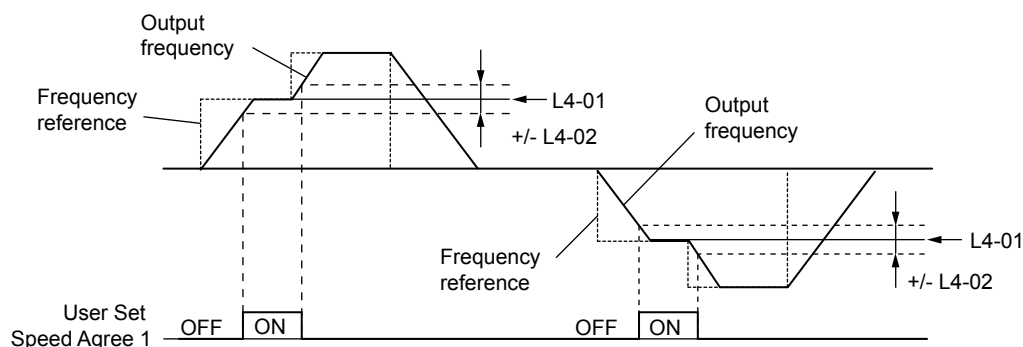 Output
frequency
Frequency
reference
L4-01
+/- L4-02
Output
frequency
Frequency
reference
L4-01
+/- L4-02
User Set
Speed Agree 1
OFF
ON
OFF
ON